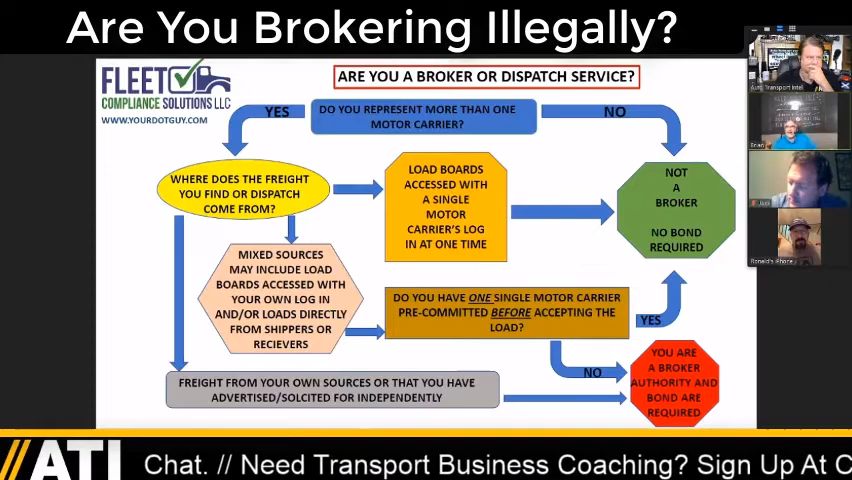 Are You Brokering Illegally?
FLEET
COMPLIANCE SOLUTIONS LLC
WWW.YOURDOTGUY.COM
ARE YOU A BROKER OR DISPATCH SERVICE?
YES
DO YOU REPRESENT MORE THAN ONE
MOTOR CARRIER?
NO
WHERE DOES THE FREIGHT
YOU FIND OR DISPATCH
COME FROM?
LOAD BOARDS
ACCESSED WITH
A SINGLE
MOTOR
CARRIER'S LOG
IN AT ONE TIME
NOT
A
BROKER
NO BOND
REQUIRED
MIXED SOURCES
MAY INCLUDE LOAD
BOARDS ACCESSED WITH
YOUR OWN LOG IN
AND/OR LOADS DIRECTLY
FROM SHIPPERS OR
RECIEVERS
DO YOU HAVE ONE SINGLE MOTOR CARRIER
PRE-COMMITTED BEFORE ACCEPTING THE
LOAD?
YES
NO
YOU ARE
A BROKER
AUTHORITY AND
BOND ARE
REQUIRED
FREIGHT FROM YOUR OWN SOURCES OR THAT YOU HAVE
ADVERTISED/SOLCITED FOR INDEPENDENTLY
Auto Transport Intel
Brian
Ronald's iPhone
//ATI
Chat. // Need Transport Business Coaching? Sign Up At C